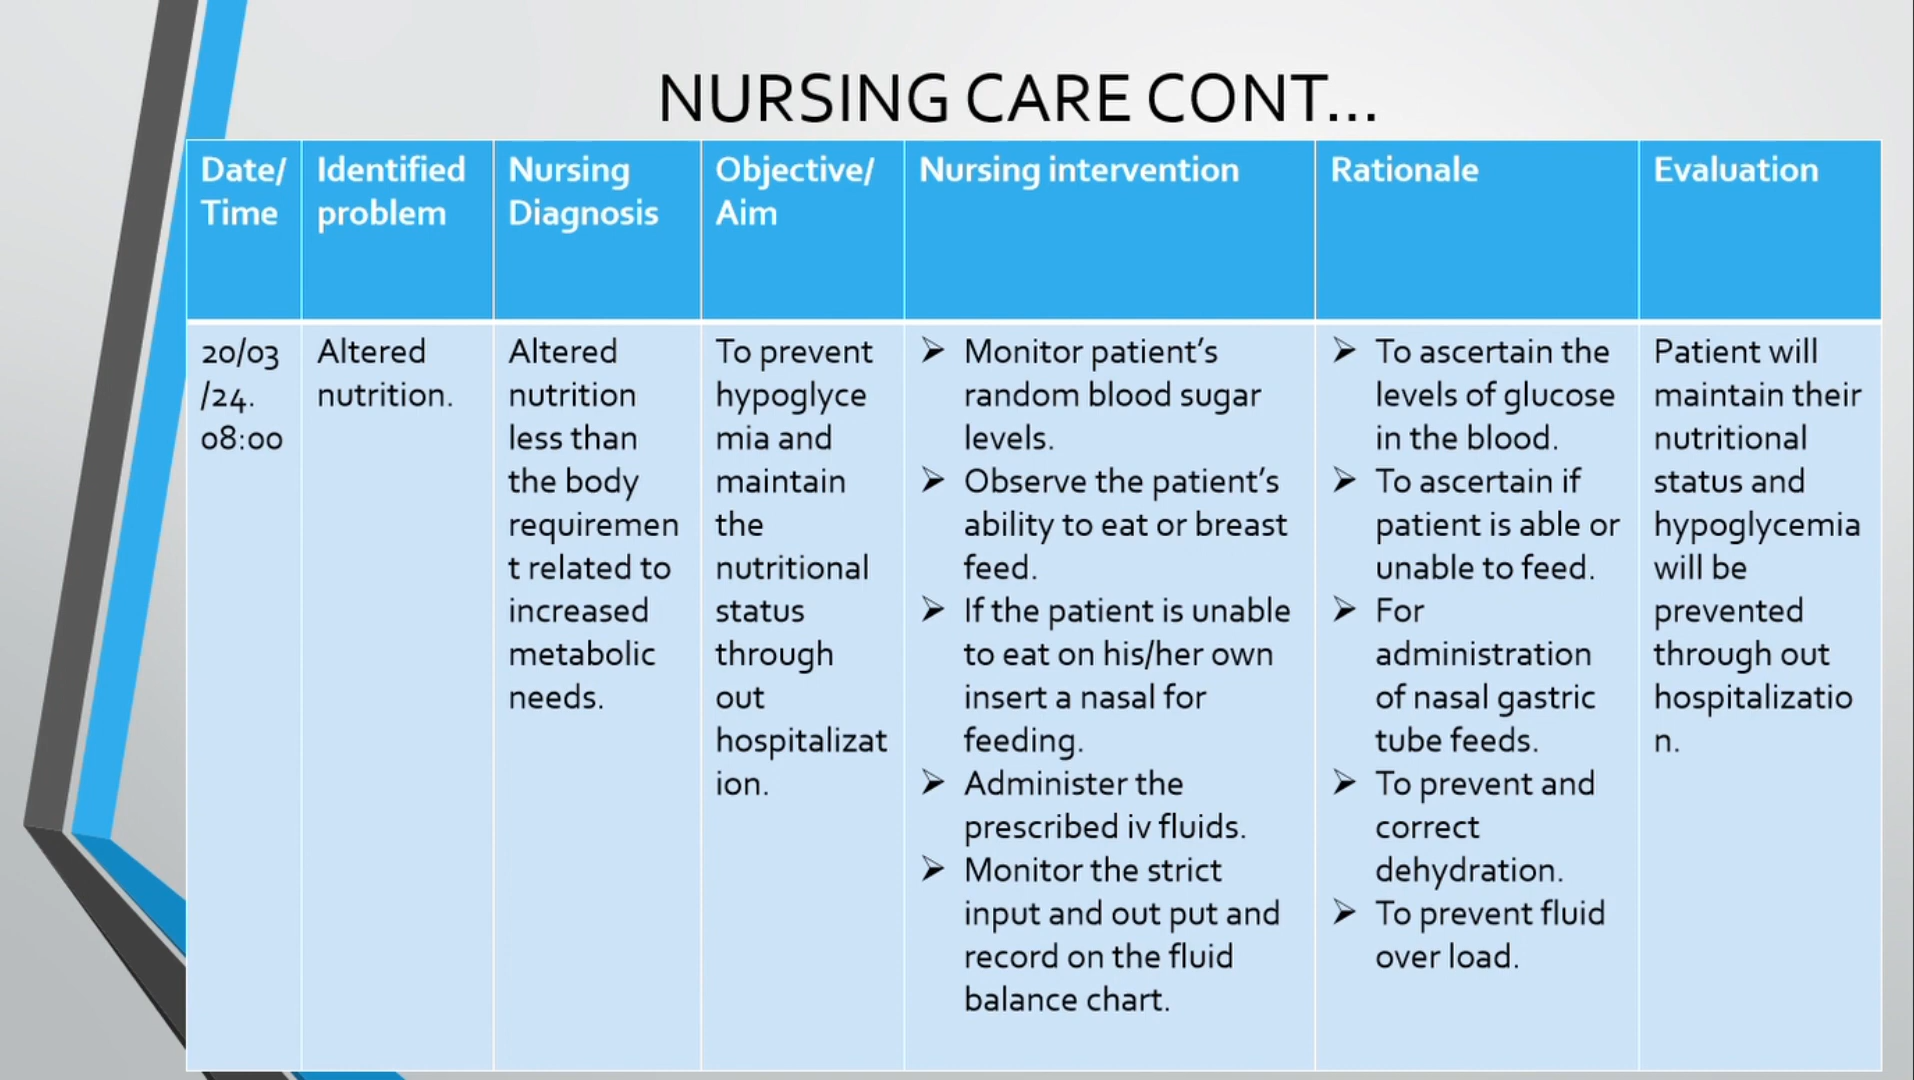 NURSING CARE CONT...
Date/
Time
Identified
problem
Nursing
Diagnosis
Objective/
Aim
Nursing intervention
Rationale
Evaluation
20/03
/24.
08:00
Altered
nutrition.
Altered
nutrition
less than
the body
requiremen
t related to
increased
metabolic
needs.
To prevent
hypoglyce
mia and
maintain
the
nutritional
status
through
out
hospitalizat
ion.
➢ Monitor patient's
random blood sugar
levels.
➢ Observe the patient's
ability to eat or breast
feed.
➢ If the patient is unable
to eat on his/her own
insert a nasal for
feeding.
➢ Administer the
prescribed iv fluids.
➢ Monitor the strict
input and out put and
record on the fluid
balance chart.
➢ To ascertain the
levels of glucose
in the blood.
➢ To ascertain if
patient is able or
unable to feed.
➢ For
administration
of nasal gastric
tube feeds.
➢ To prevent and
correct
dehydration.
➢ To prevent fluid
over load.
Patient will
maintain their
nutritional
status and
hypoglycemia
will be
prevented
through out
hospitalizatio
n.